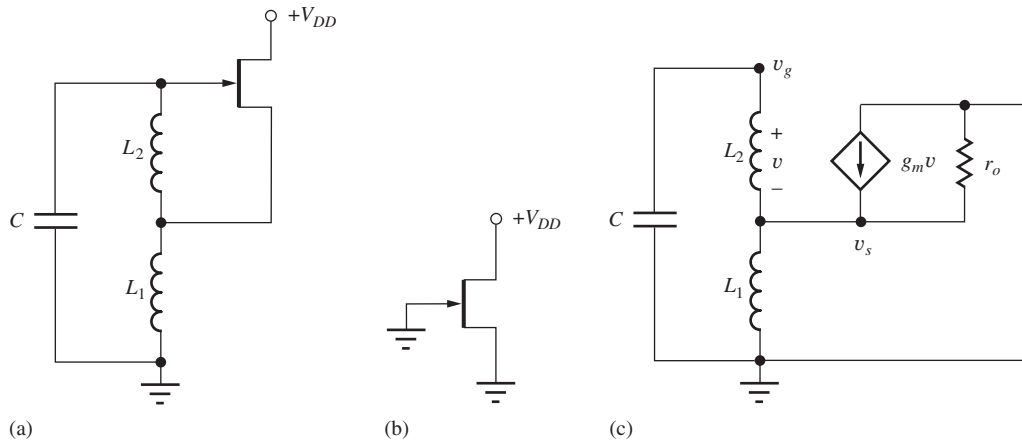 +V_DD
L_2
C
L_1
(a)
+V_DD
(b)
v_g
+
L_2
v
−
g_m v
r_o
C
v_s
L_1
(c)